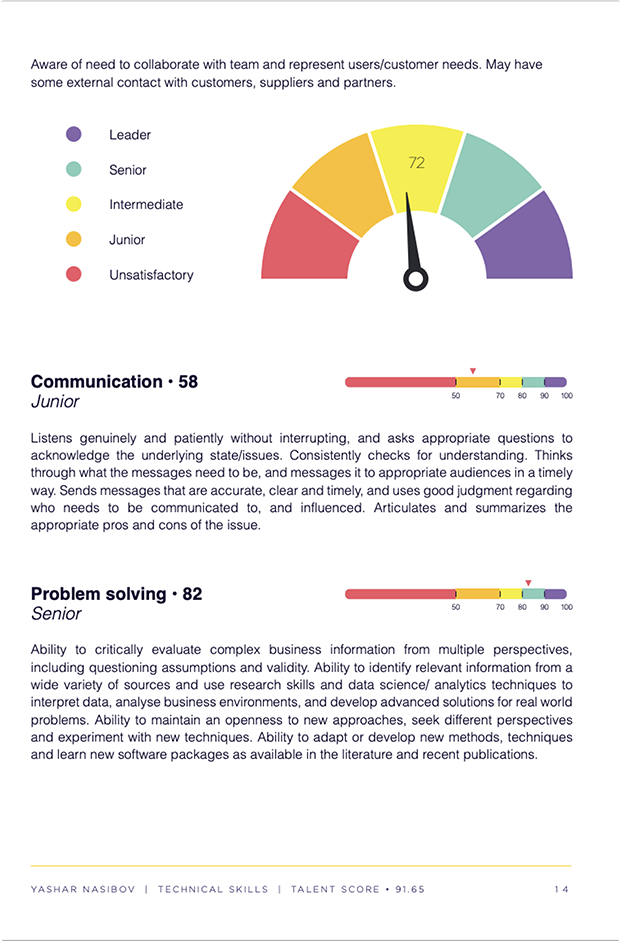 Aware of need to collaborate with team and represent users/customer needs. May have
some external contact with customers, suppliers and partners.
Leader
Senior
Intermediate
Junior
Unsatisfactory
72
Communication • 58
Junior
50 70 80 90 100
Listens genuinely and patiently without interrupting, and asks appropriate questions to
acknowledge the underlying state/issues. Consistently checks for understanding. Thinks
through what the messages need to be, and messages it to appropriate audiences in a timely
way. Sends messages that are accurate, clear and timely, and uses good judgment regarding
who needs to be communicated to, and influenced. Articulates and summarizes the
appropriate pros and cons of the issue.
Problem solving • 82
Senior
50 70 80 90 100
Ability to critically evaluate complex business information from multiple perspectives,
including questioning assumptions and validity. Ability to identify relevant information from a
wide variety of sources and use research skills and data science/ analytics techniques to
interpret data, analyse business environments, and develop advanced solutions for real world
problems. Ability to maintain an openness to new approaches, seek different perspectives
and experiment with new techniques. Ability to adapt or develop new methods, techniques
and learn new software packages as available in the literature and recent publications.
YASHAR NASIBOV | TECHNICAL SKILLS | TALENT SCORE • 91.65 14